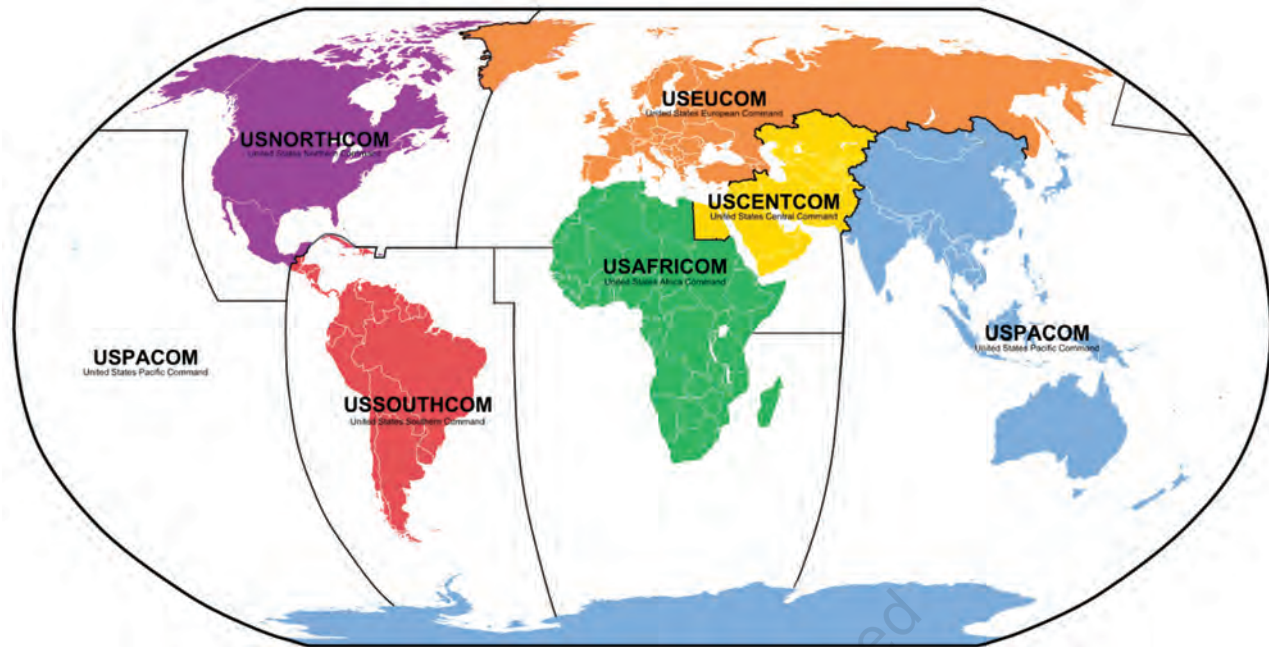 USEUCOM
United States European Command
USNORTHCOM
United States Northern Command
USCENTCOM
United States Central Command
USAFRICOM
United States Africa Command
USPACOM
United States Pacific Command
USPACOM
United States Pacific Command
USSOUTHCOM
United States Southern Command